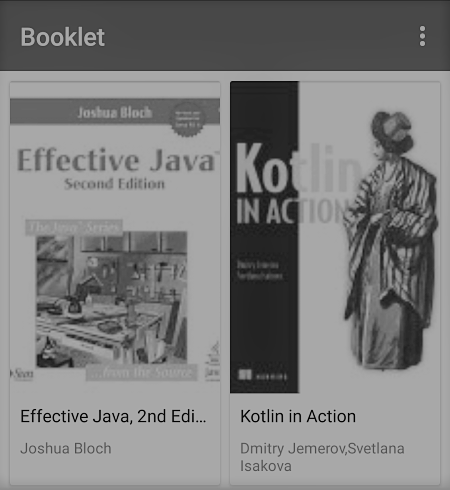 Booklet
Joshua Bloch
Effective Java™
Second Edition
The Java™ Series
...from the Source
Effective Java, 2nd Edi...
Joshua Bloch
Kotlin
IN ACTION
Dmitry Jemerov
Svetlana Isakova
MANNING
Kotlin in Action
Dmitry Jemerov,Svetlana
Isakova